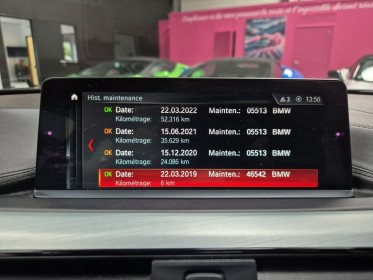 Hist. maintenance
3 13:56
OK Date: 22.03.2022 Mainten.: 05513 BMW
Kilométrage: 52.316 km
OK Date: 15.06.2021 Mainten.: 05513 BMW
Kilométrage: 35.629 km
OK Date: 15.12.2020 Mainten.: 05513 BMW
Kilométrage: 24.086 km
OK Date: 22.03.2019 Mainten.: 46542 BMW
Kilométrage: 6 km